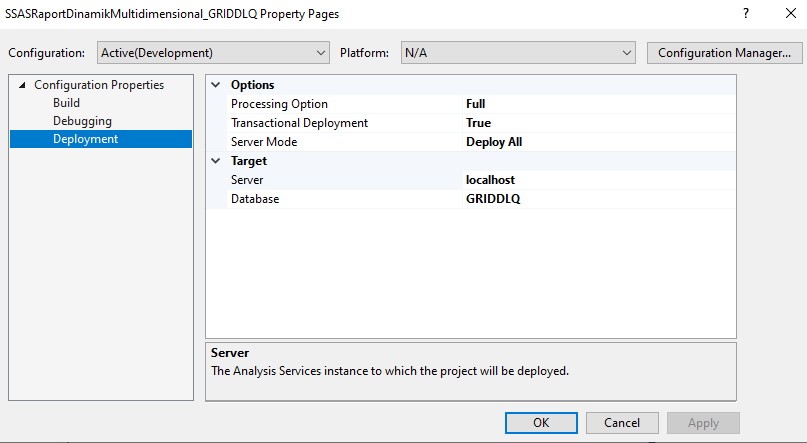 SSASRaportDinamikMultidimensional_GRIDDLQ Property Pages
?
Configuration: Active(Development) Platform: N/A Configuration Manager...
Configuration Properties
Build
Debugging
Deployment
Options
Processing Option Full
Transactional Deployment True
Server Mode Deploy All
Target
Server localhost
Database GRIDDLQ
Server
The Analysis Services instance to which the project will be deployed.
OK Cancel Apply